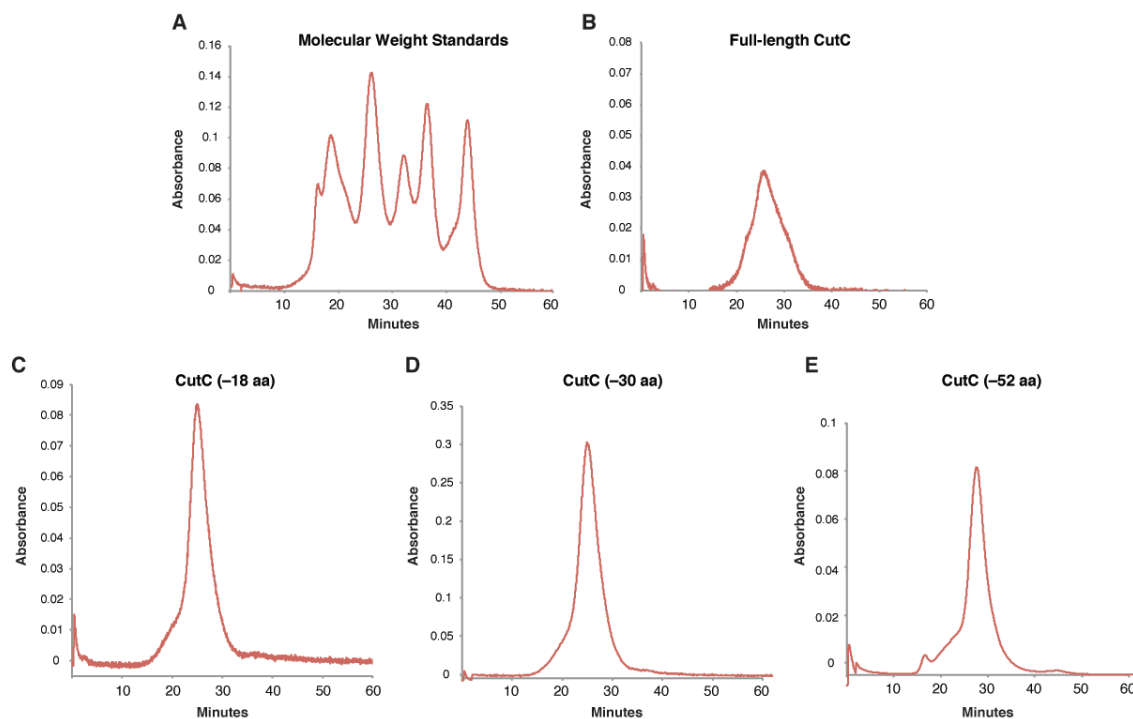 A
Molecular Weight Standards
0.16
0.14
0.12
0.1
0.08
0.06
0.04
0.02
0
Absorbance
10 20 30 40 50 60
Minutes
B
Full-length CutC
0.08
0.07
0.06
0.05
0.04
0.03
0.02
0.01
0
Absorbance
10 20 30 40 50 60
Minutes
C
CutC (–18 aa)
0.09
0.08
0.07
0.06
0.05
0.04
0.03
0.02
0.01
0
Absorbance
10 20 30 40 50 60
Minutes
D
CutC (–30 aa)
0.35
0.3
0.25
0.2
0.15
0.1
0.05
0
Absorbance
10 20 30 40 50 60
Minutes
E
CutC (–52 aa)
0.1
0.08
0.06
0.04
0.02
0
Absorbance
10 20 30 40 50 60
Minutes